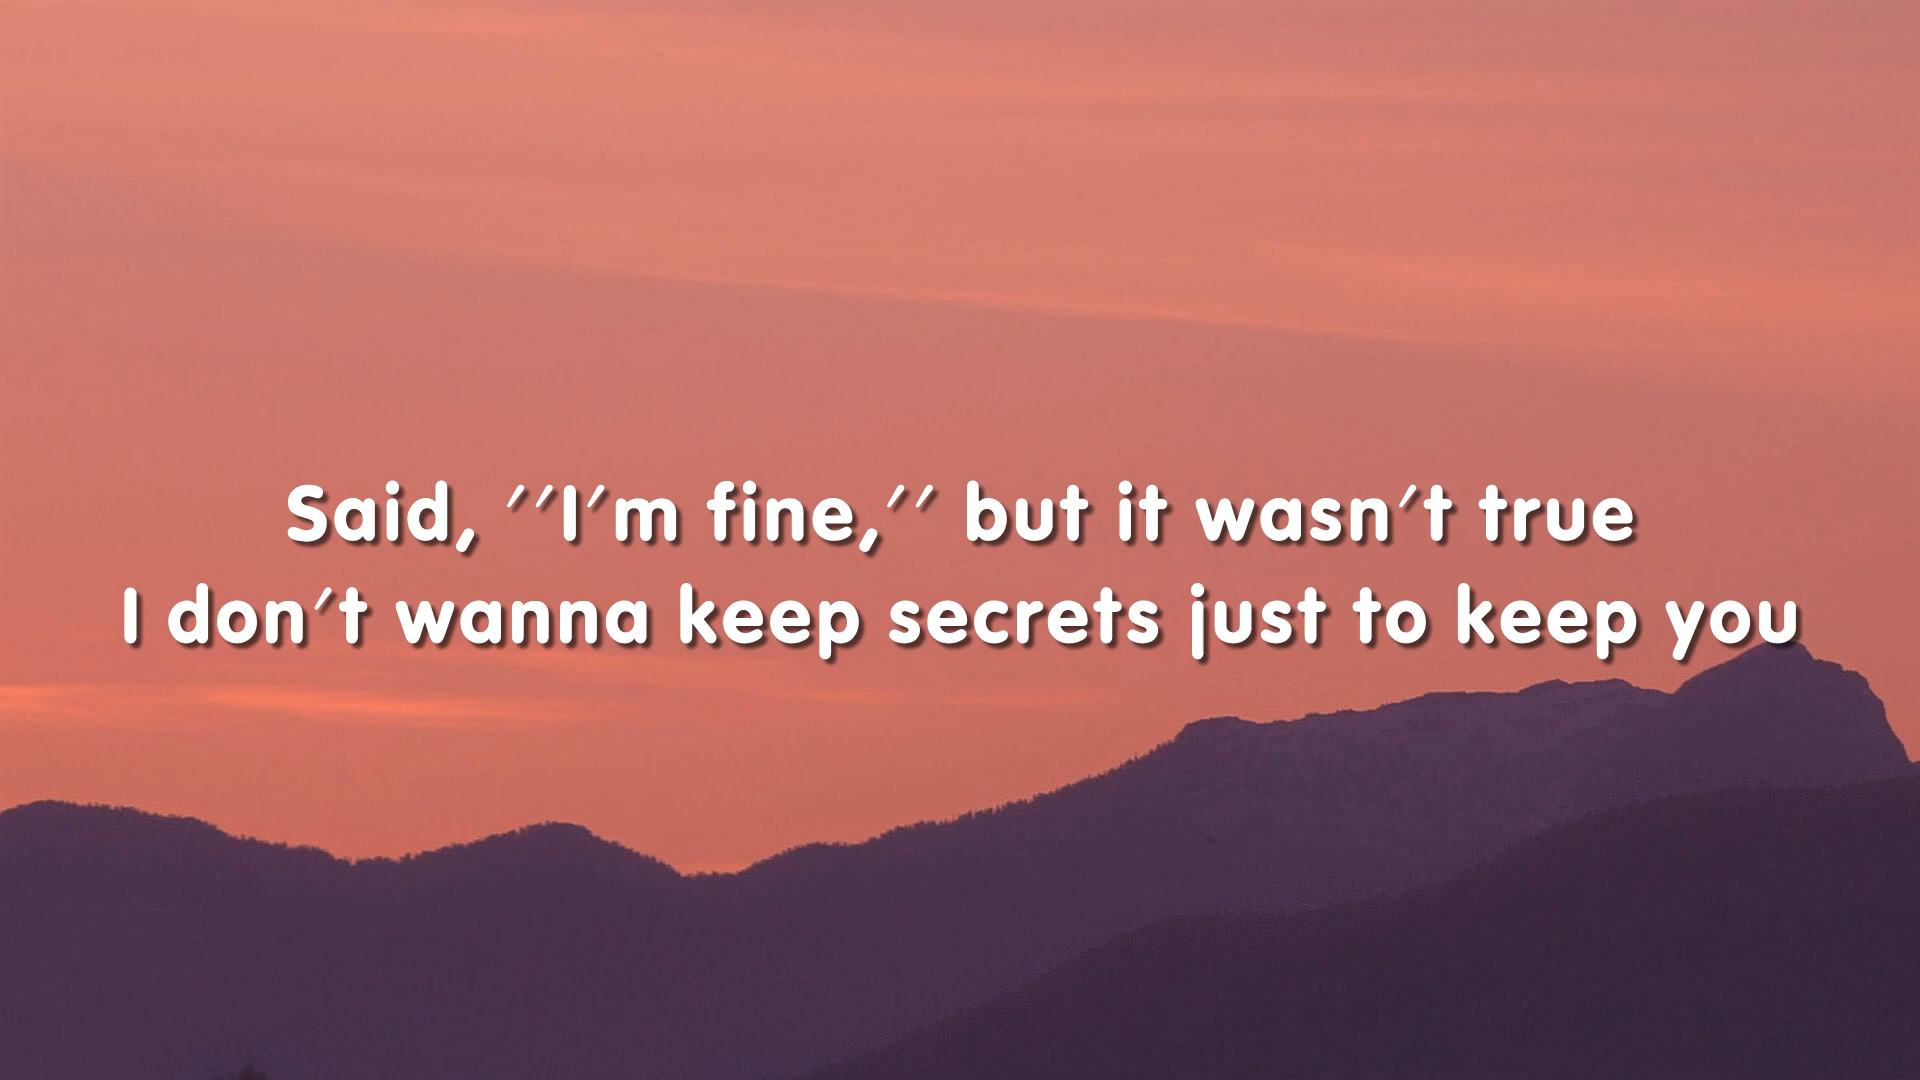 Said, "I'm fine," but it wasn't true
I don't wanna keep secrets just to keep you